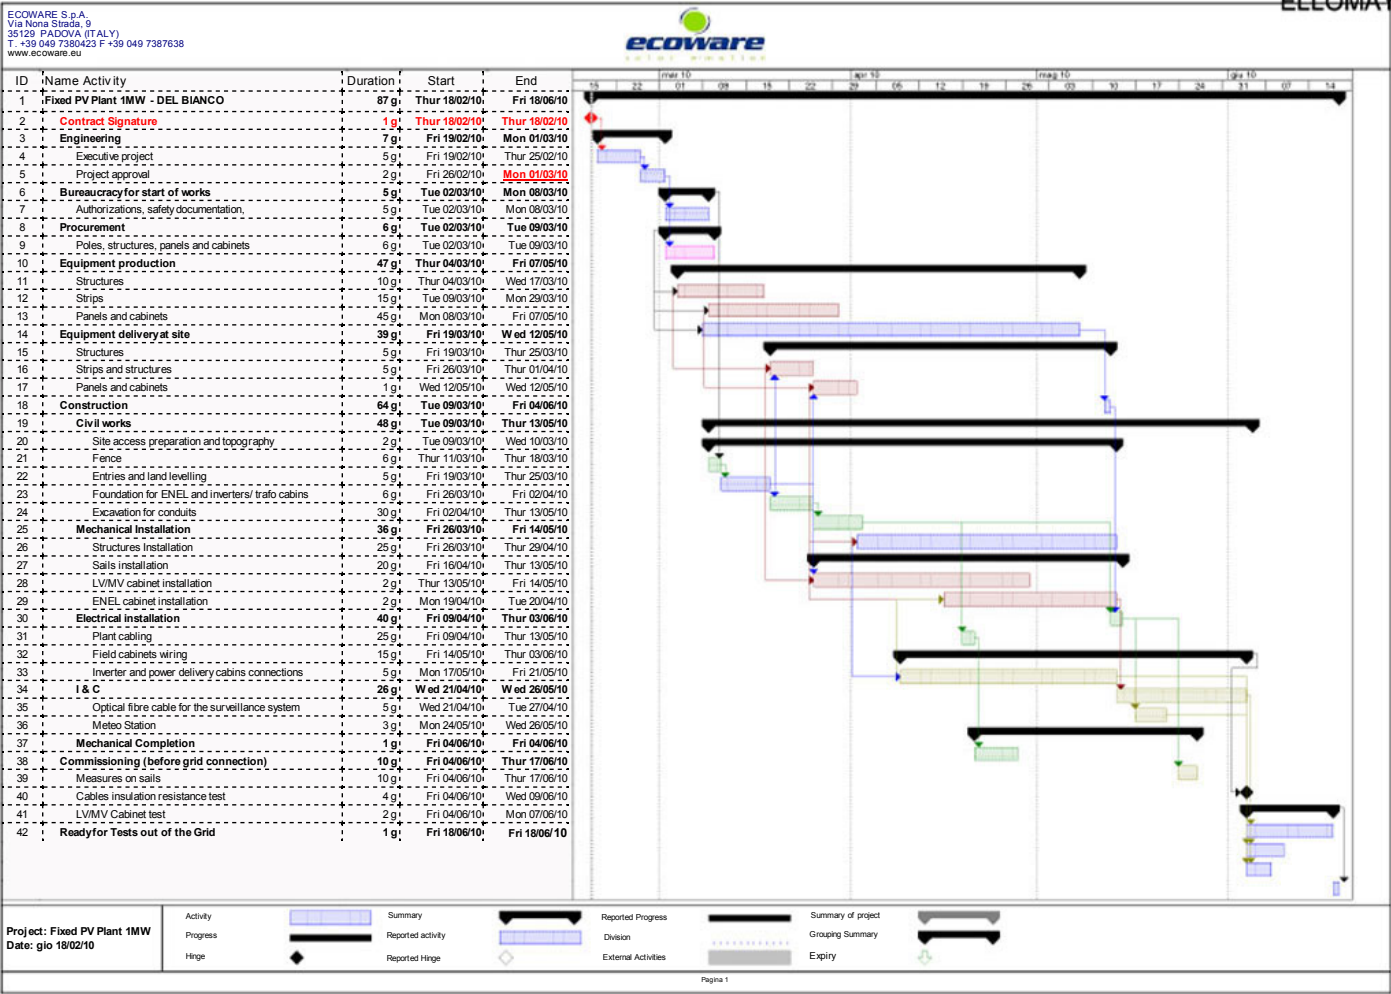 ELLOMAY
ECOWARE S.p.A.
Via Nona Strada, 9
35129 PADOVA (ITALY)
T. +39 049 7380423 F +39 049 7387638
www.ecoware.eu
ecoware
ID Name Activity Duration Start End
mar 10 apr 10 mag 10 giu 10
15 22 01 08 15 22 29 05 12 19 26 03 10 17 24 31 07 14
1 Fixed PV Plant 1MW - DEL BIANCO 87 g Thur 18/02/10 Fri 18/06/10
2 Contract Signature 1 g Thur 18/02/10 Thur 18/02/10
3 Engineering 7 g Fri 19/02/10 Mon 01/03/10
4 Executive project 5 g Fri 19/02/10 Thur 25/02/10
5 Project approval 2 g Fri 26/02/10 Mon 01/03/10
6 Bureaucracy for start of works 5 g Tue 02/03/10 Mon 08/03/10
7 Authorizations, safety documentation, 5 g Tue 02/03/10 Mon 08/03/10
8 Procurement 6 g Tue 02/03/10 Tue 09/03/10
9 Poles, structures, panels and cabinets 6 g Tue 02/03/10 Tue 09/03/10
10 Equipment production 47 g Thur 04/03/10 Fri 07/05/10
11 Structures 10 g Thur 04/03/10 Wed 17/03/10
12 Strips 15 g Tue 09/03/10 Mon 29/03/10
13 Panels and cabinets 45 g Mon 08/03/10 Fri 07/05/10
14 Equipment delivery at site 39 g Fri 19/03/10 Wed 12/05/10
15 Structures 5 g Fri 19/03/10 Thur 25/03/10
16 Strips and structures 5 g Fri 26/03/10 Thur 01/04/10
17 Panels and cabinets 1 g Wed 12/05/10 Wed 12/05/10
18 Construction 64 g Tue 09/03/10 Fri 04/06/10
19 Civil works 48 g Tue 09/03/10 Thur 13/05/10
20 Site access preparation and topography 2 g Tue 09/03/10 Wed 10/03/10
21 Fence 6 g Thur 11/03/10 Thur 18/03/10
22 Entries and land levelling 5 g Fri 19/03/10 Thur 25/03/10
23 Foundation for ENEL and inverters/ trafo cabins 6 g Fri 26/03/10 Fri 02/04/10
24 Excavation for conduits 30 g Fri 02/04/10 Thur 13/05/10
25 Mechanical Installation 36 g Fri 26/03/10 Fri 14/05/10
26 Structures Installation 25 g Fri 26/03/10 Thur 29/04/10
27 Sails installation 20 g Fri 16/04/10 Thur 13/05/10
28 LV/MV cabinet installation 2 g Thur 13/05/10 Fri 14/05/10
29 ENEL cabinet installation 2 g Mon 19/04/10 Tue 20/04/10
30 Electrical installation 40 g Fri 09/04/10 Thur 03/06/10
31 Plant cabling 25 g Fri 09/04/10 Thur 13/05/10
32 Field cabinets wiring 15 g Fri 14/05/10 Thur 03/06/10
33 Inverter and power delivery cabins connections 5 g Mon 17/05/10 Fri 21/05/10
34 I & C 26 g Wed 21/04/10 Wed 26/05/10
35 Optical fibre cable for the surveillance system 5 g Wed 21/04/10 Tue 27/04/10
36 Meteo Station 3 g Mon 24/05/10 Wed 26/05/10
37 Mechanical Completion 1 g Fri 04/06/10 Fri 04/06/10
38 Commissioning (before grid connection) 10 g Fri 04/06/10 Thur 17/06/10
39 Measures on sails 10 g Fri 04/06/10 Thur 17/06/10
40 Cables insulation resistance test 4 g Fri 04/06/10 Wed 09/06/10
41 LV/MV Cabinet test 2 g Fri 04/06/10 Mon 07/06/10
42 Ready for Tests out of the Grid 1 g Fri 18/06/10 Fri 18/06/10
Project: Fixed PV Plant 1MW
Date: gio 18/02/10
Activity Summary Reported Progress Summary of project
Progress Reported activity Division Grouping Summary
Hinge Reported Hinge External Activities Expiry
Pagina 1